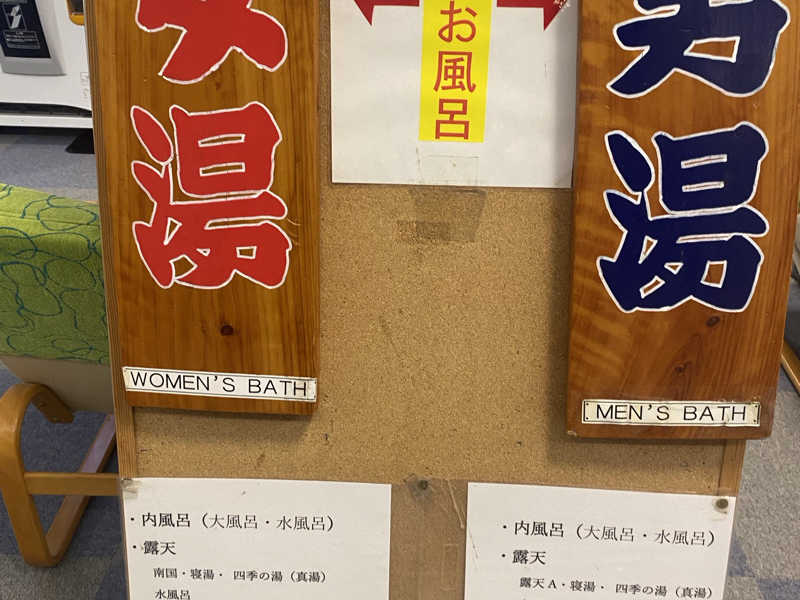 女湯
WOMEN'S BATH
お風呂
男湯
MEN'S BATH
・内風呂（大風呂・水風呂）
・露天
南国・寝湯・ 四季の湯（真湯）
水風呂
・内風呂（大風呂・水風呂）
・露天
露天A・寝湯・ 四季の湯（真湯）